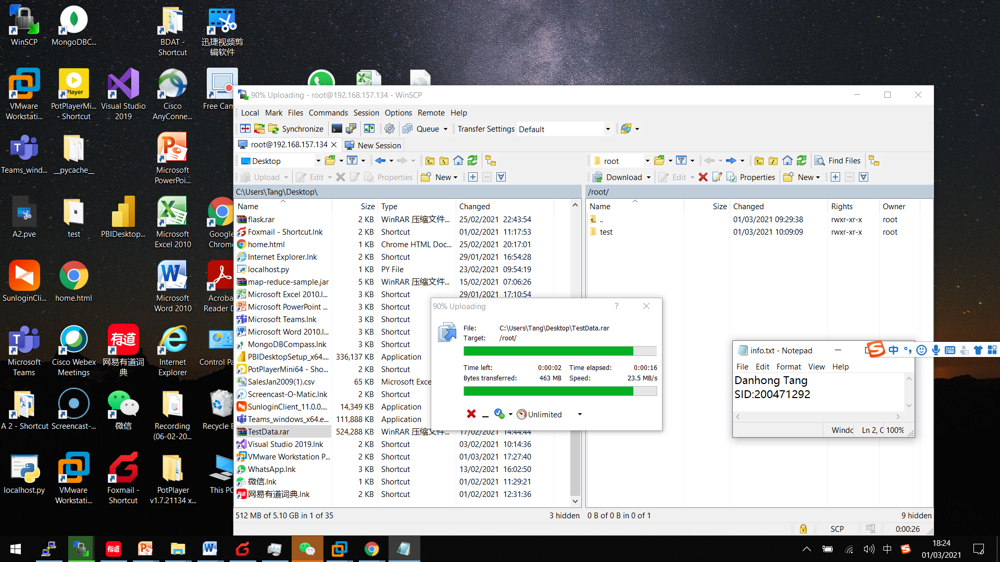 WinSCP
MongoDBC...
BDAT -
Shortcut
迅捷视频剪
辑软件
VMware
Workstati...
Player
PotPlayerMi...
- Shortcut
Visual Studio
2019
Cisco
AnyConne...
Free Cam
Teams_wind...
__pycache__
Microsoft
PowerPoi...
A2.pve
test
PBIDesktop...
Microsoft
Excel 2010
Google
Chrome
SunloginCli...
home.html
Microsoft
Word 2010
Acroba
Reader D
Microsoft
Teams
Cisco Webex
Meetings
有道
网易有道词
典
Internet
Explorer
Control Pa
A 2 - Shortcut
Screencast-...
微信
Recording
(06-02-20...
Recycle B
localhost.py
VMware
Workstati...
Foxmail -
Shortcut
PotPlayer
v1.7.21134 x...
This PC
90% Uploading - root@192.168.157.134 - WinSCP
Local Mark Files Commands Session Options Remote Help
Synchronize Queue Transfer Settings Default
root@192.168.157.134 New Session
Desktop
Upload Edit Properties New
C:\Users\Tang\Desktop\
Name Size Type Changed
flask.rar 2 KB WinRAR 压缩文件... 25/02/2021 22:43:54
Foxmail - Shortcut.lnk 2 KB Shortcut 01/02/2021 11:17:53
home.html 1 KB Chrome HTML Doc... 25/02/2021 20:17:01
Internet Explorer.lnk 2 KB Shortcut 29/01/2021 16:54:28
localhost.py 1 KB PY File 23/02/2021 09:54:19
map-reduce-sample.jar 5 KB WinRAR 压缩文件... 15/02/2021 07:06:26
Microsoft Excel 2010.l... 3 KB Shortcut 29/01/2021 17:10:54
Microsoft PowerPoint ... 3 KB Shortcut
Microsoft Teams.lnk 3 KB Shortcut
Microsoft Word 2010.l... 3 KB Shortcut
MongoDBCompass.lnk 3 KB Shortcut
PBIDesktopSetup_x64.... 336,137 KB Application
PotPlayerMini64 - Sho... 2 KB Shortcut
SalesJan2009(1).csv 65 KB Microsoft Exce
Screencast-O-Matic.lnk 2 KB Shortcut
SunloginClient_11.0.0.... 14,349 KB Application
Teams_windows_x64.e... 111,888 KB Application
TestData.rar 524,288 KB WinRAR 压缩文件... 17/02/2021 14:44:44
Visual Studio 2019.lnk 2 KB Shortcut 03/02/2021 10:14:36
VMware Workstation P... 2 KB Shortcut 01/03/2021 17:27:40
WhatsApp.lnk 3 KB Shortcut 13/02/2021 16:02:50
微信.lnk 1 KB Shortcut 01/02/2021 11:29:21
网易有道词典.lnk 2 KB Shortcut 01/02/2021 12:31:36
512 MB of 5.10 GB in 1 of 35 3 hidden
root Find Files
Download Edit Properties New
/root/
Name Size Changed Rights Owner
.. 01/03/2021 09:29:38 rwxr-xr-x root
test 01/03/2021 10:09:09 rwxr-xr-x root
0 B of 0 B in 0 of 1 9 hidden
SCP 0:00:26
90% Uploading ?
File: C:\Users\Tang\Desktop\TestData.rar
Target: /root/
Time left: 0:00:02 Time elapsed: 0:00:16
Bytes transferred: 463 MB Speed: 23.5 MB/s
Unlimited
info.txt - Notepad
File Edit Format View Help
Danhong Tang
SID:200471292
Windc Ln 2, C 100%
中
有道
中
18:24
01/03/2021